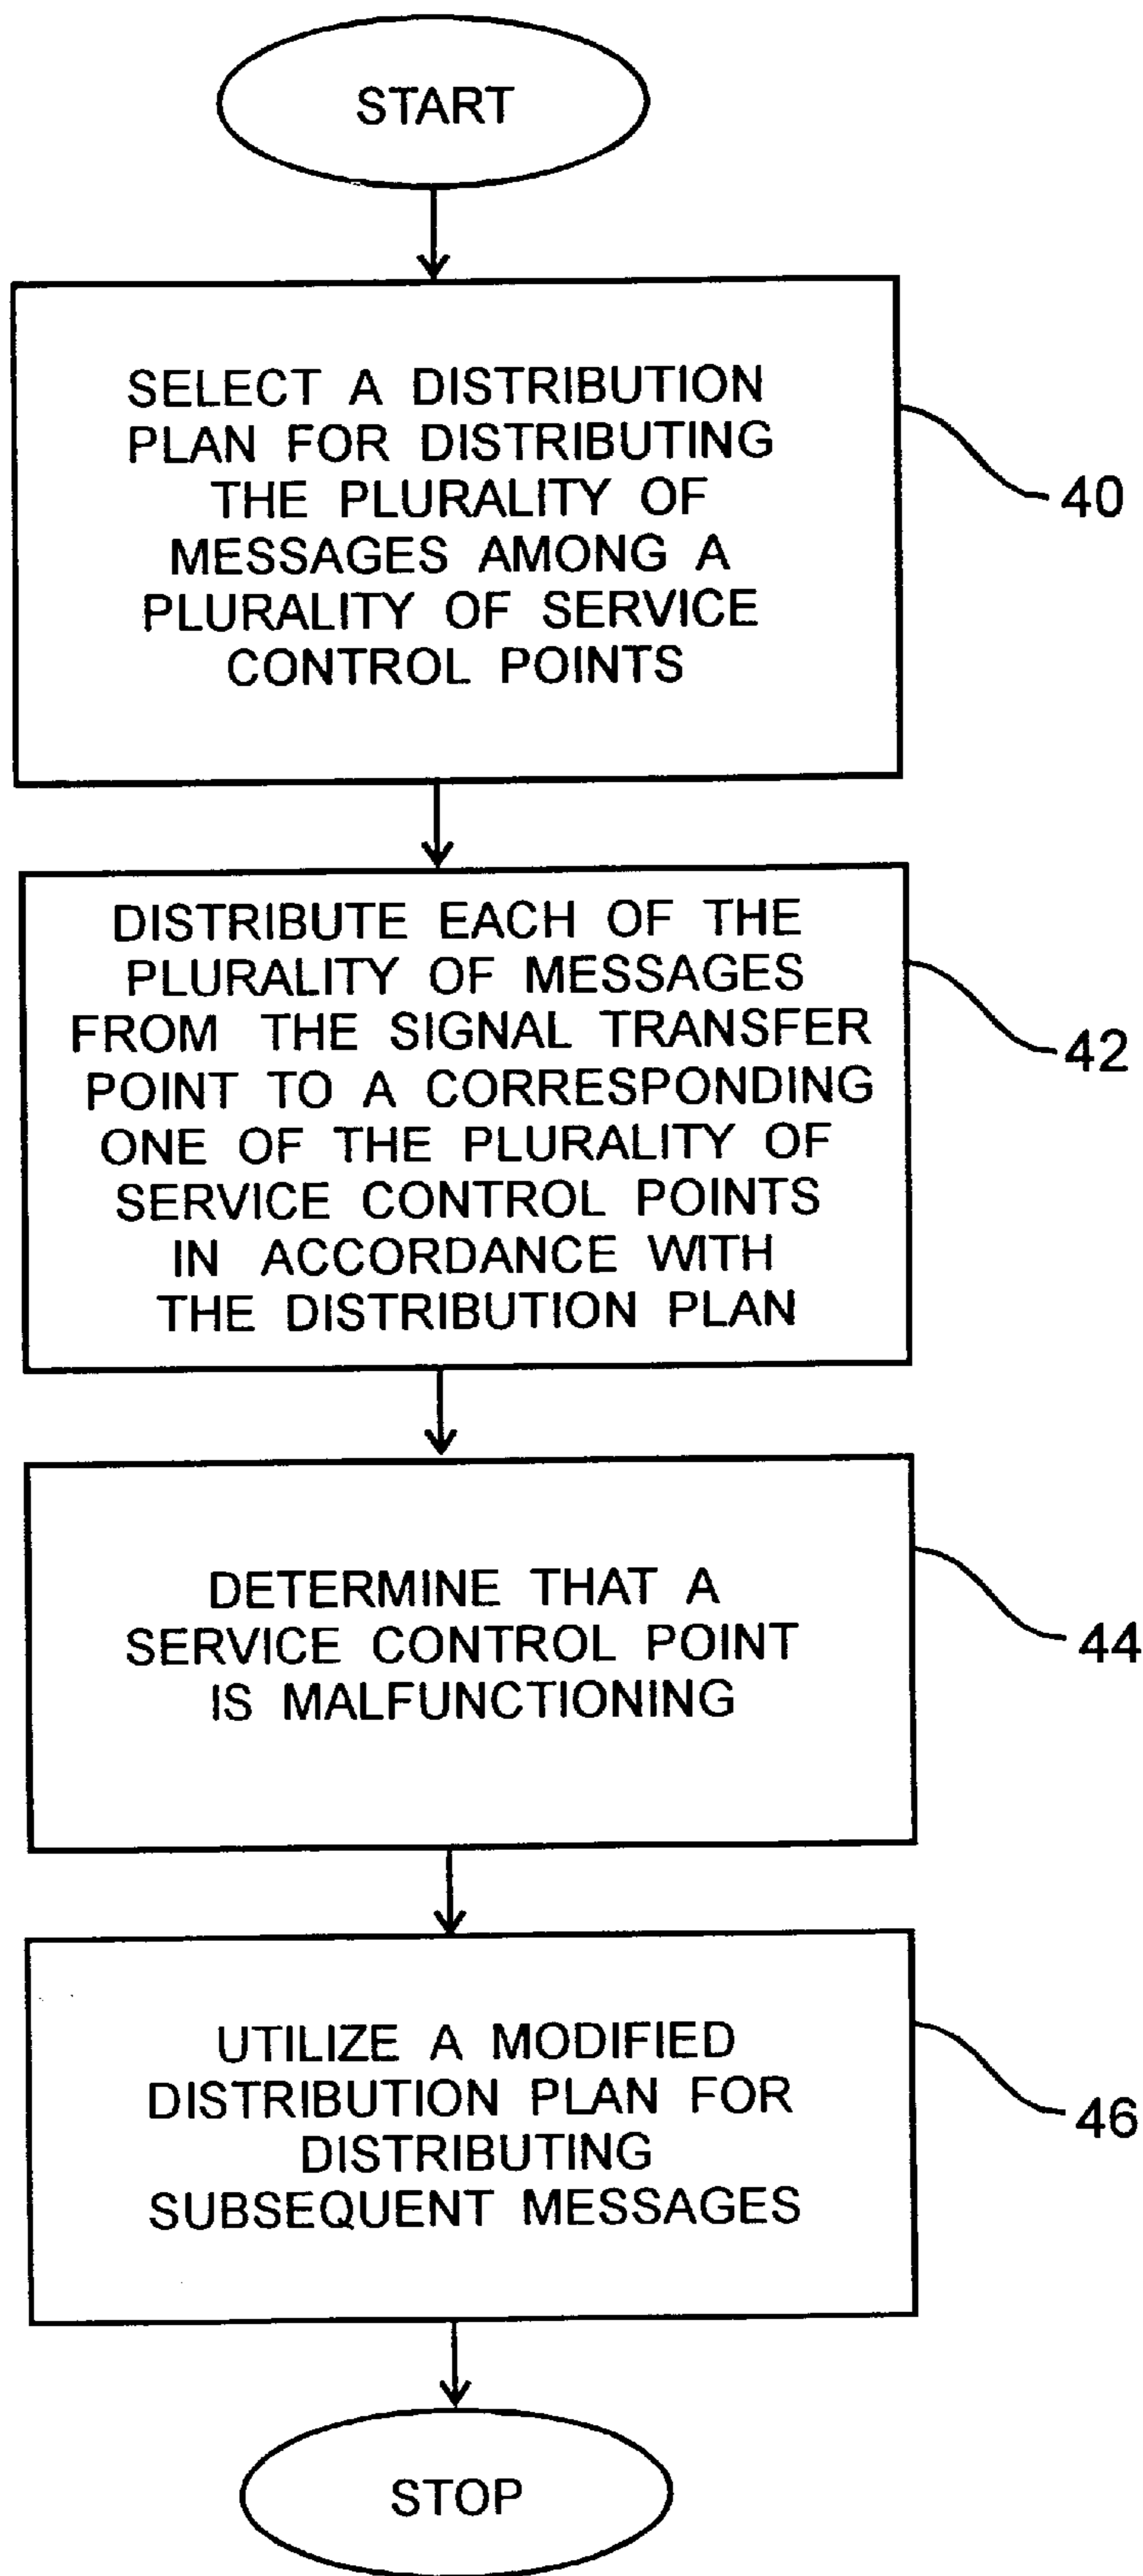 START
SELECT A DISTRIBUTION
PLAN FOR DISTRIBUTING
THE PLURALITY OF
MESSAGES AMONG A
PLURALITY OF SERVICE
CONTROL POINTS
40
DISTRIBUTE EACH OF THE
PLURALITY OF MESSAGES
FROM THE SIGNAL TRANSFER
POINT TO A CORRESPONDING
ONE OF THE PLURALITY OF
SERVICE CONTROL POINTS
IN ACCORDANCE WITH
THE DISTRIBUTION PLAN
42
DETERMINE THAT A
SERVICE CONTROL POINT
IS MALFUNCTIONING
44
UTILIZE A MODIFIED
DISTRIBUTION PLAN FOR
DISTRIBUTING
SUBSEQUENT MESSAGES
46
STOP